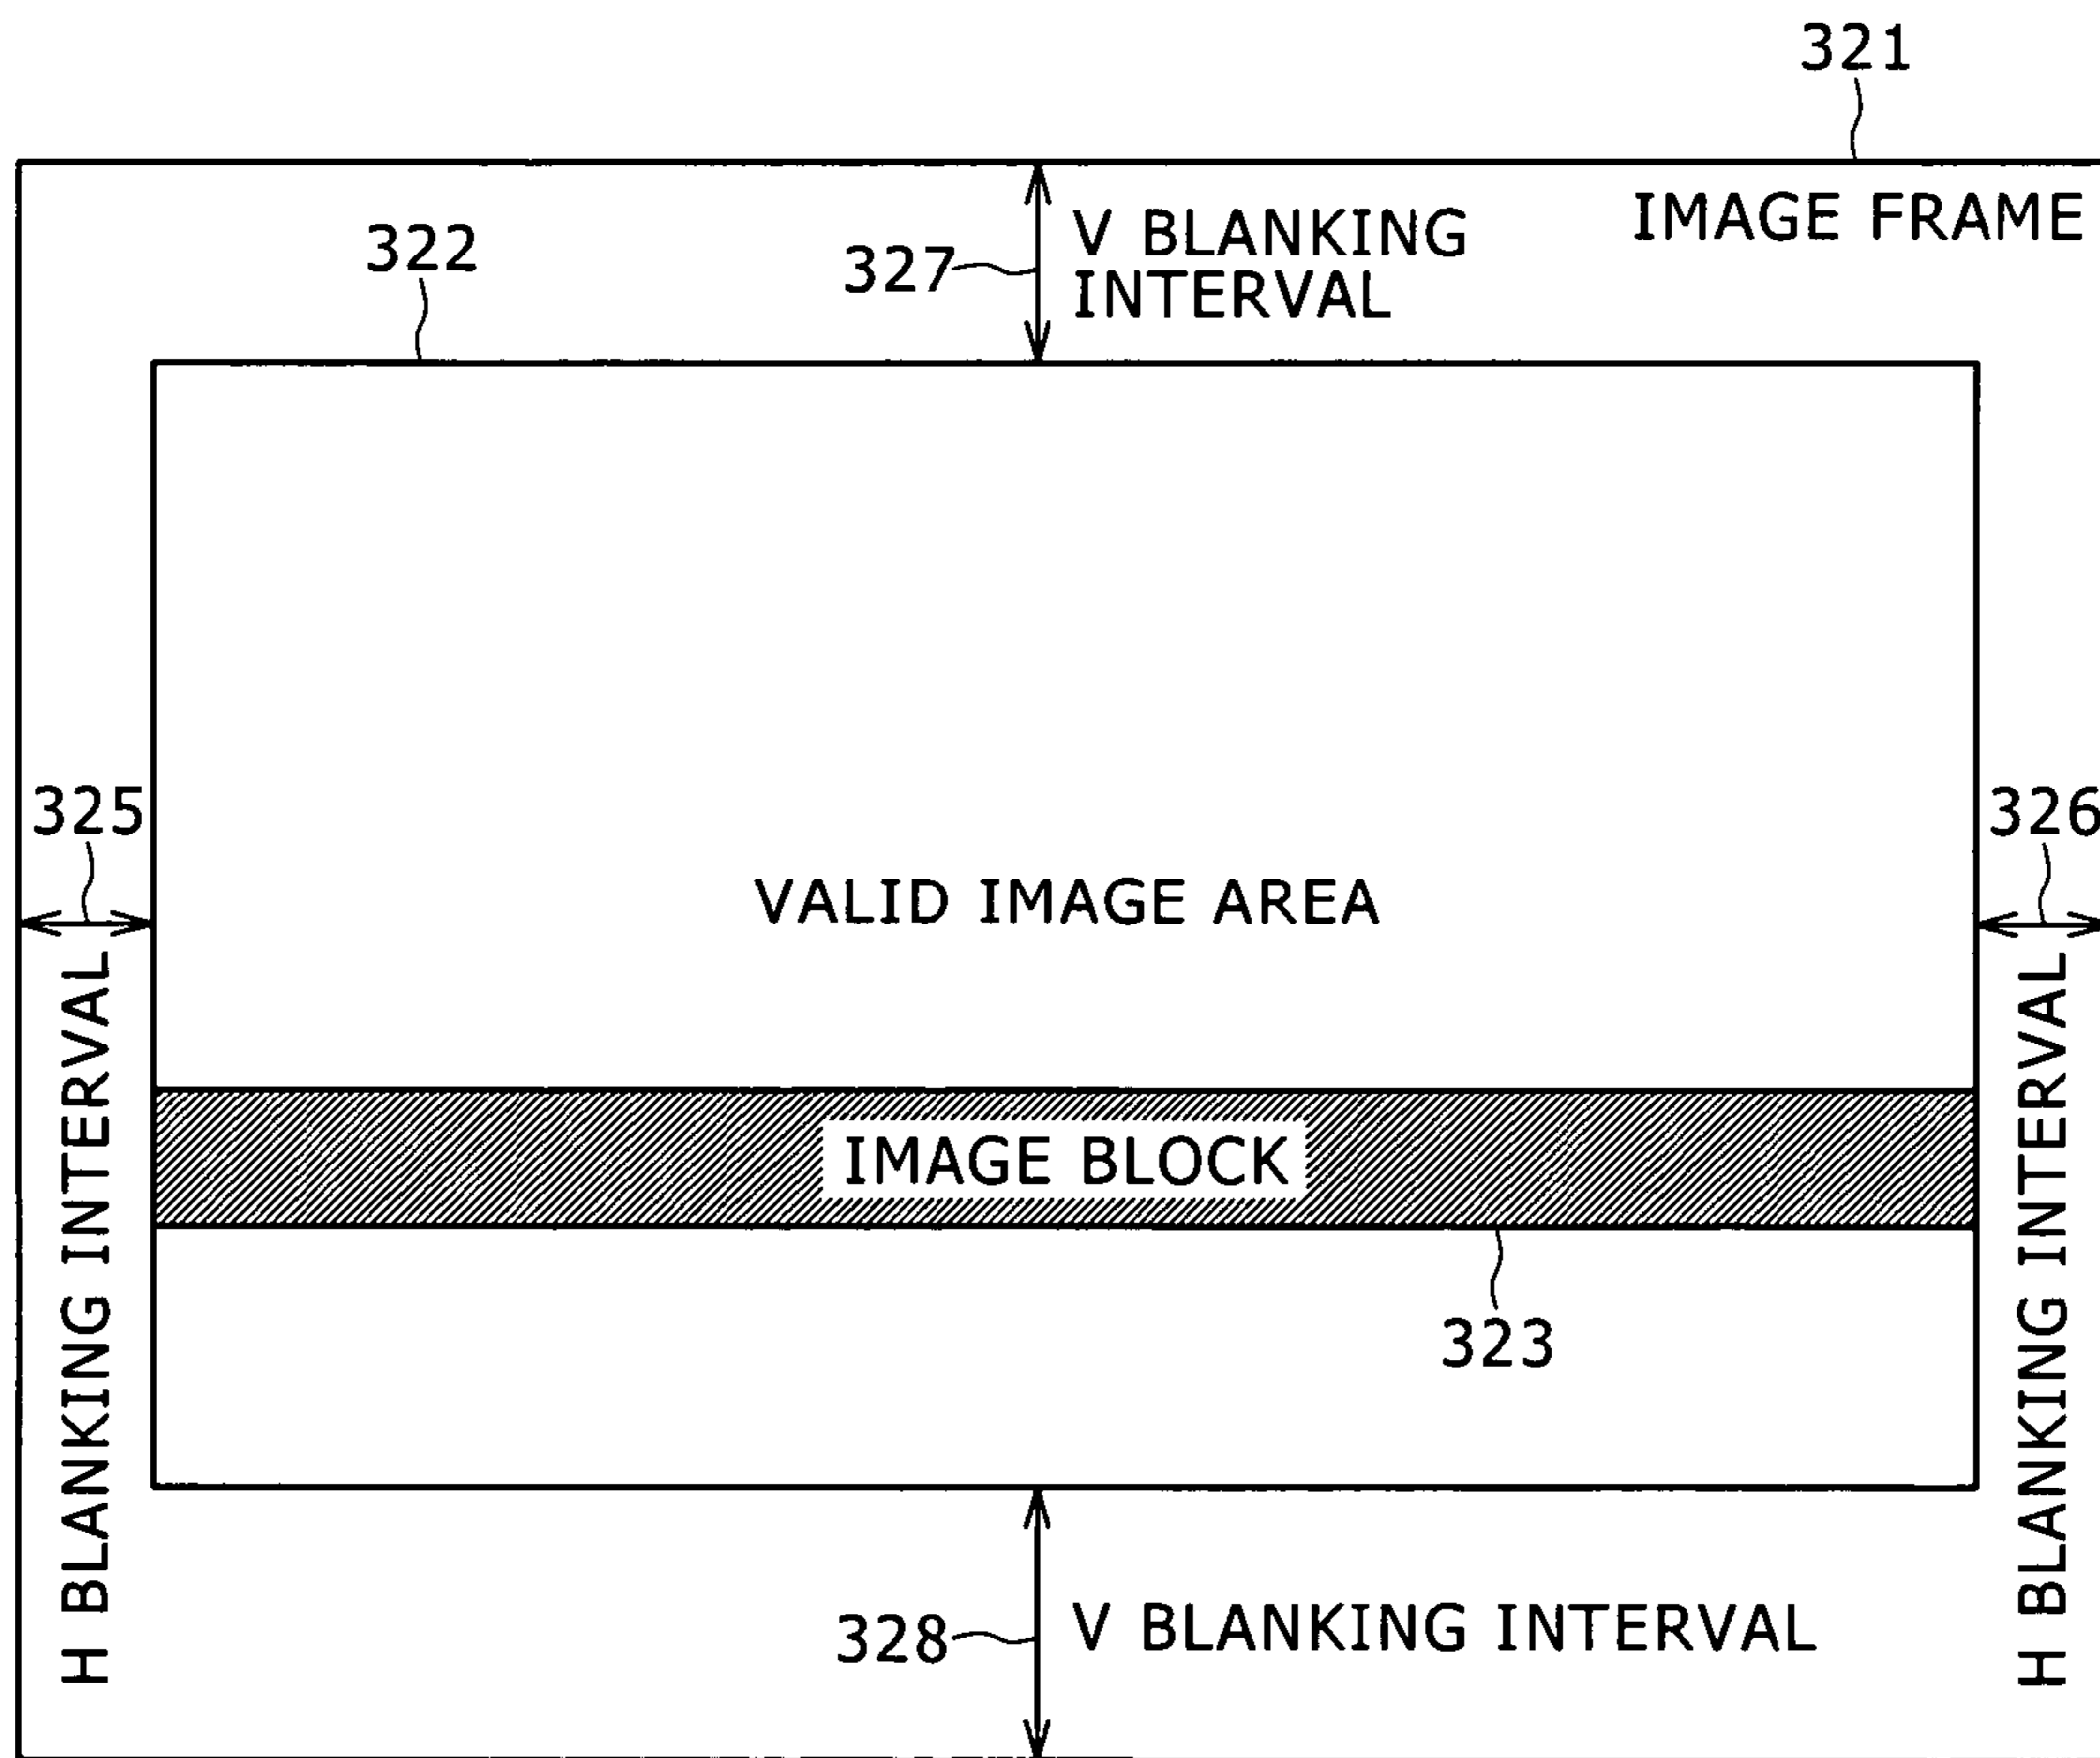 321
IMAGE FRAME
322
327
V BLANKING
INTERVAL
325
326
VALID IMAGE AREA
H BLANKING INTERVAL
H BLANKING INTERVAL
IMAGE BLOCK
323
328
V BLANKING INTERVAL